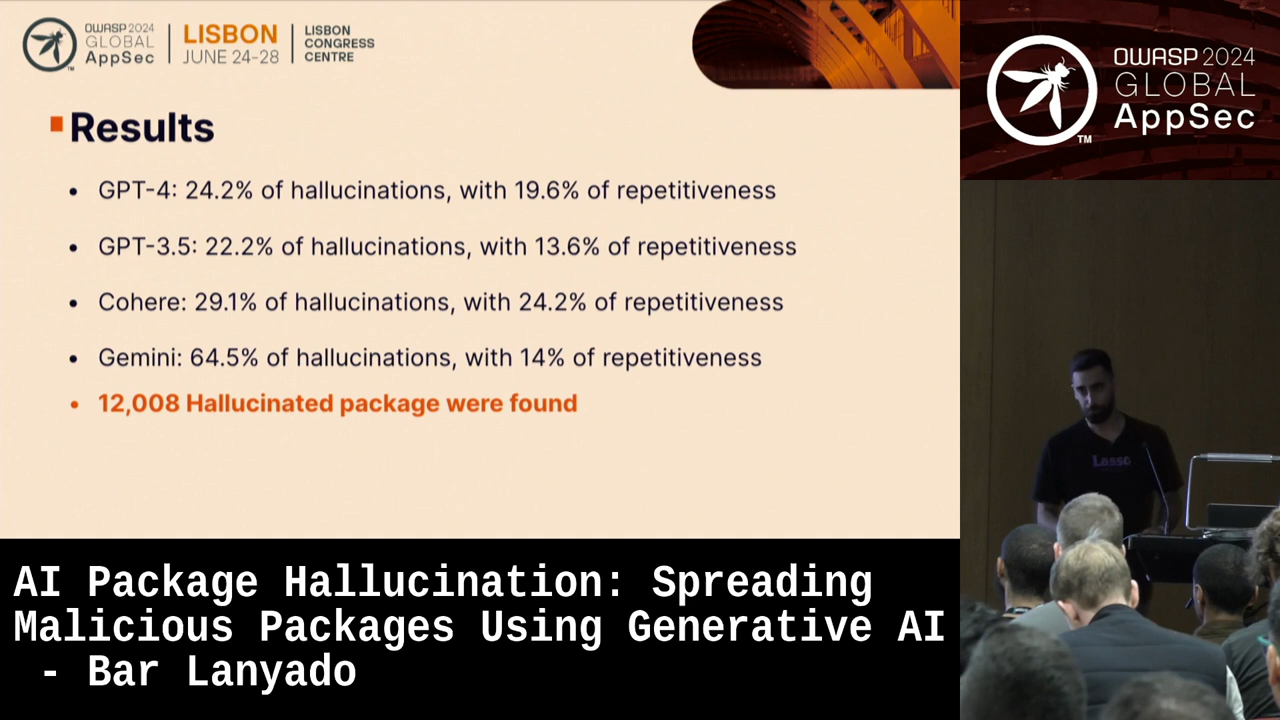 OWASP 2024
GLOBAL
AppSec
TM
LISBON
JUNE 24-28
LISBON
CONGRESS
CENTRE
Results
• GPT-4: 24.2% of hallucinations, with 19.6% of repetitiveness
• GPT-3.5: 22.2% of hallucinations, with 13.6% of repetitiveness
• Cohere: 29.1% of hallucinations, with 24.2% of repetitiveness
• Gemini: 64.5% of hallucinations, with 14% of repetitiveness
• 12,008 Hallucinated package were found
AI Package Hallucination: Spreading
Malicious Packages Using Generative AI
- Bar Lanyado
OWASP 2024
GLOBAL
AppSec
TM
Lasso